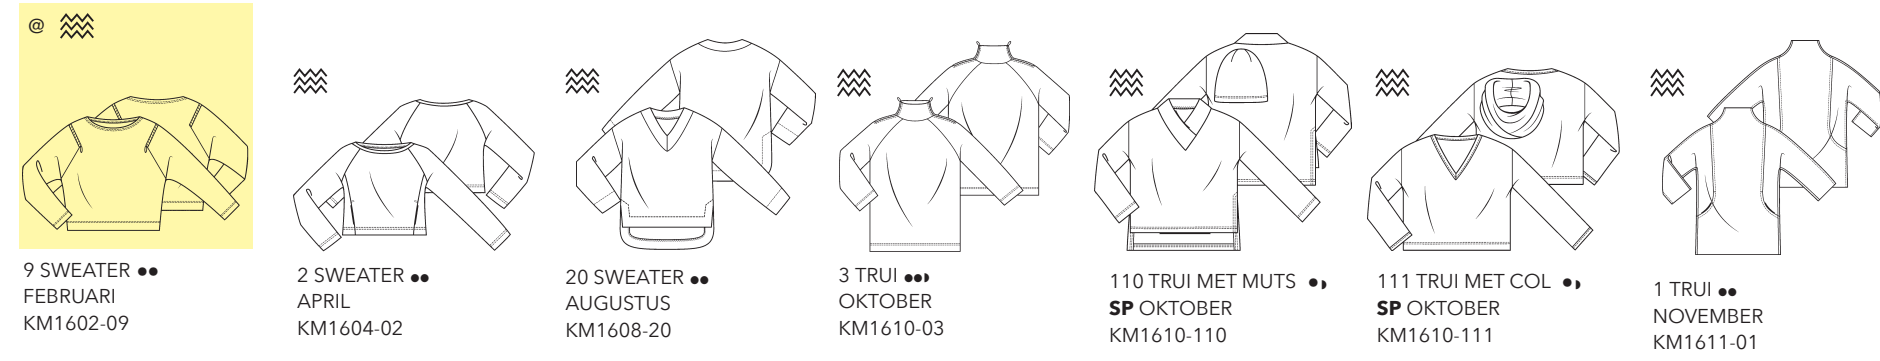 @
9 SWEATER ●●
FEBRUARI
KM1602-09
2 SWEATER ●●
APRIL
KM1604-02
20 SWEATER ●●
AUGUSTUS
KM1608-20
3 TRUI ●●◗
OKTOBER
KM1610-03
110 TRUI MET MUTS ●◗
SP OKTOBER
KM1610-110
111 TRUI MET COL ●◗
SP OKTOBER
KM1610-111
1 TRUI ●●
NOVEMBER
KM1611-01